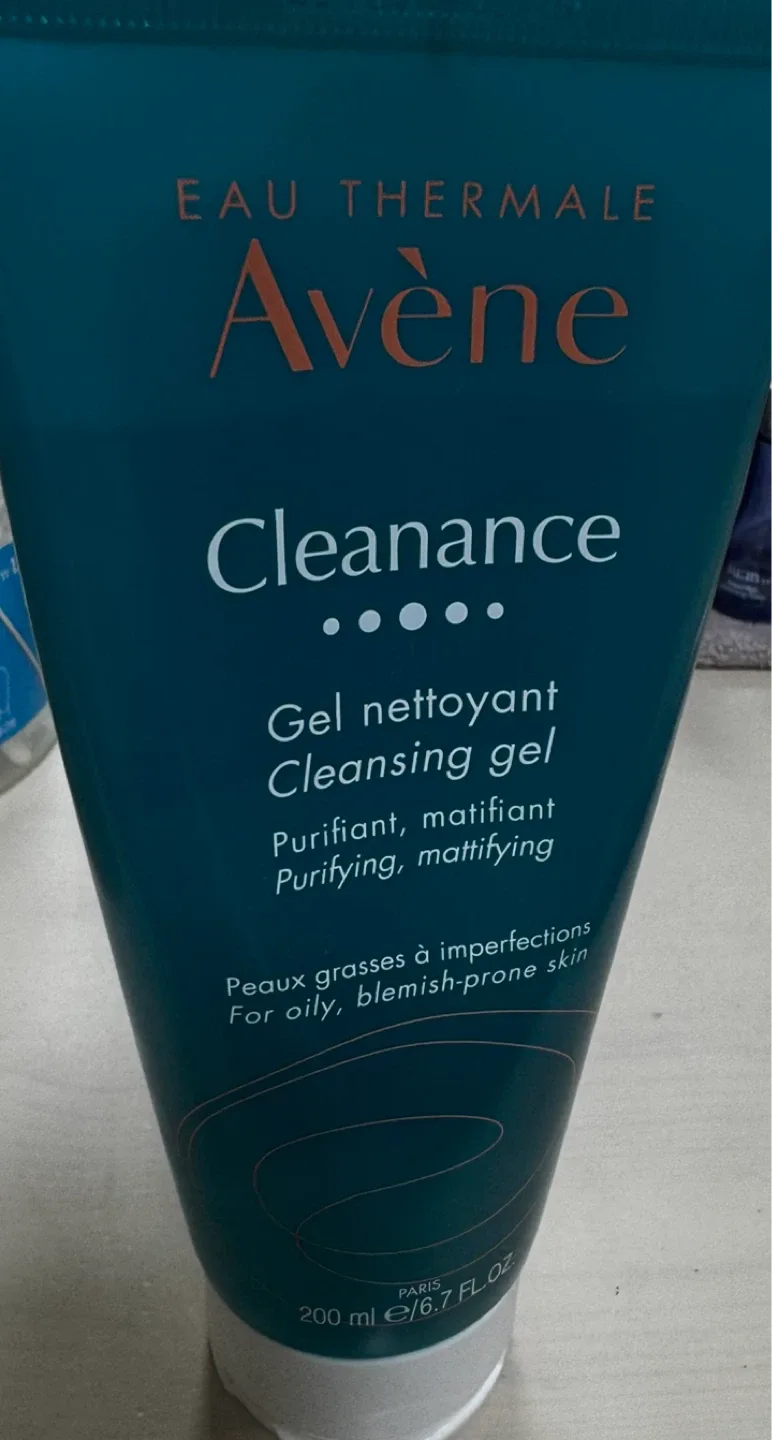 EAU THERMALE
Avène
Cleanance
Gel nettoyant
Cleansing gel
Purifiant, matifiant
Purifying, mattifying
Peaux grasses à imperfections
For oily, blemish-prone skin
PARIS
200 ml e/6.7 FL.OZ.